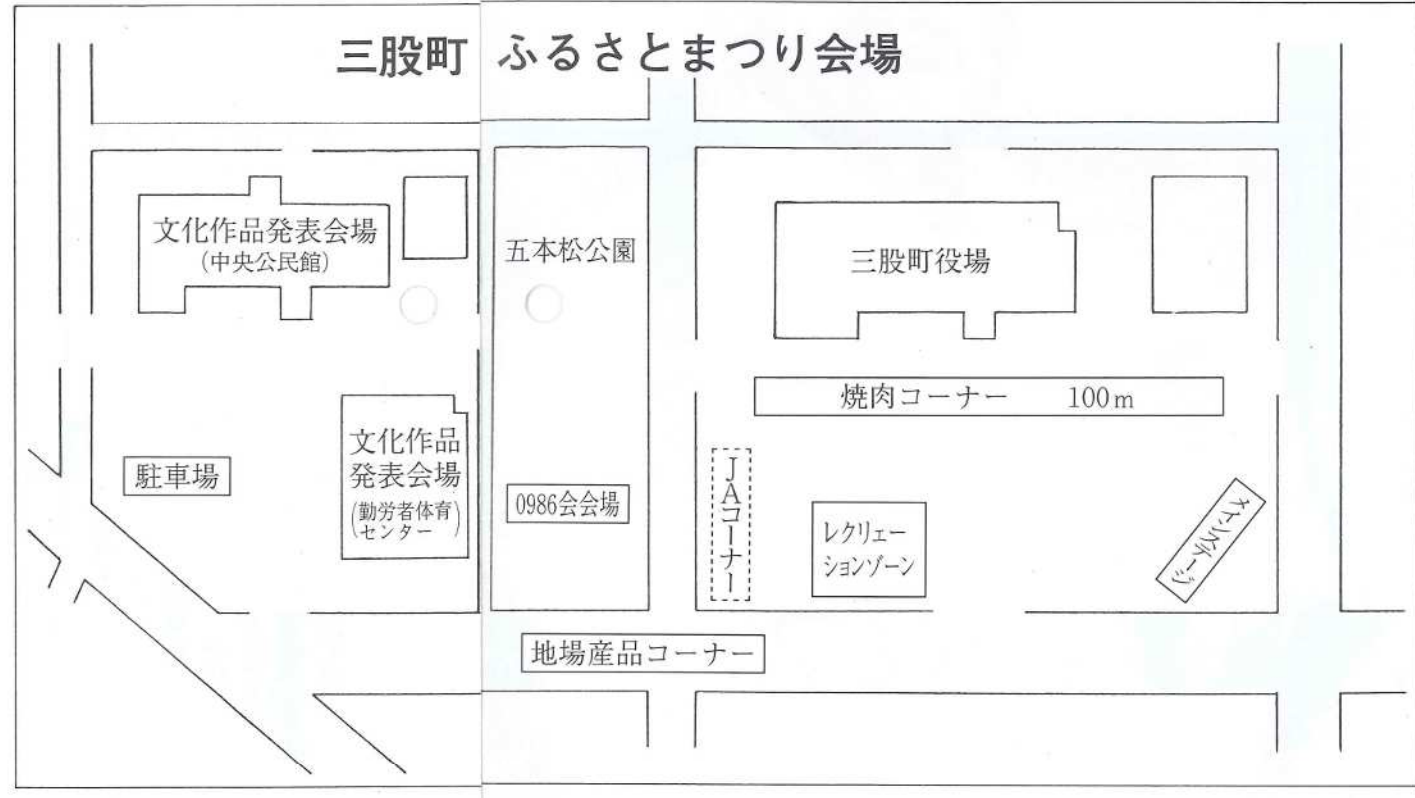 三股町 ふるさとまつり会場
文化作品発表会場
(中央公民館)
五本松公園
三股町役場
焼肉コーナー 100m
文化作品
発表会場
(勤労者体育
センター)
駐車場
0986会会場
JAコーナー
レクリェー
ションゾーン
メインステージ
地場産品コーナー